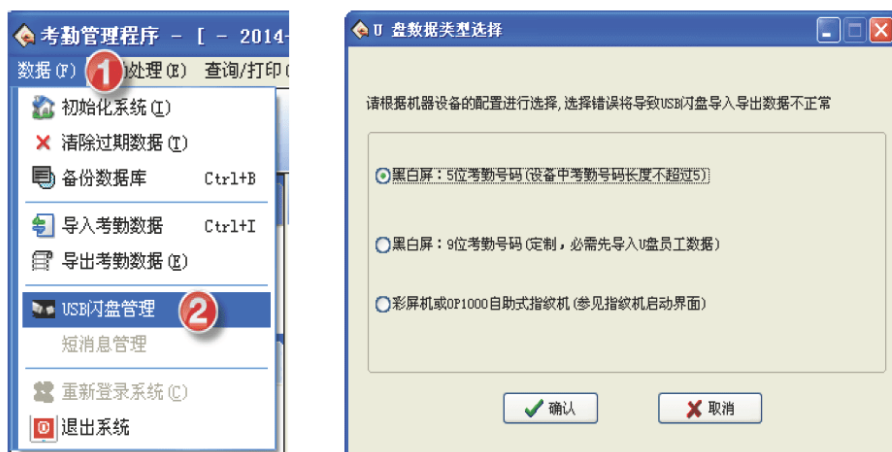 考勤管理程序 - [ - 2014-
数据(F) 1 处理(E) 查询/打印(
初始化系统(I)
清除过期数据(T)
备份数据库 Ctrl+B
导入考勤数据 Ctrl+I
导出考勤数据(E)
USB闪盘管理 2
短消息管理
重新登录系统(C)
退出系统
U 盘数据类型选择
请根据机器设备的配置进行选择,选择错误将导致USB闪盘导入导出数据不正常
黑白屏：5位考勤号码(设备中考勤号码长度不超过5)
黑白屏：9位考勤号码(定制，必需先导入U盘员工数据)
彩屏机或OP1000自助式指纹机(参见指纹机启动界面)
确认
取消